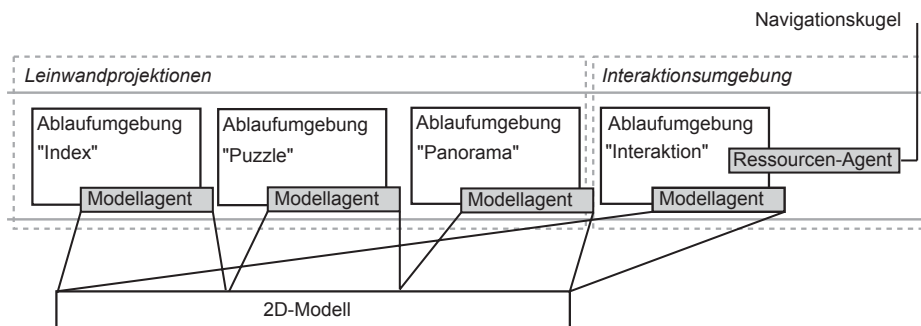 Navigationskugel
Leinwandprojektionen
Interaktionsumgebung
Ablaufumgebung
"Index"
Ablaufumgebung
"Puzzle"
Ablaufumgebung
"Panorama"
Ablaufumgebung
"Interaktion"
Ressourcen-Agent
Modellagent
Modellagent
Modellagent
Modellagent
2D-Modell